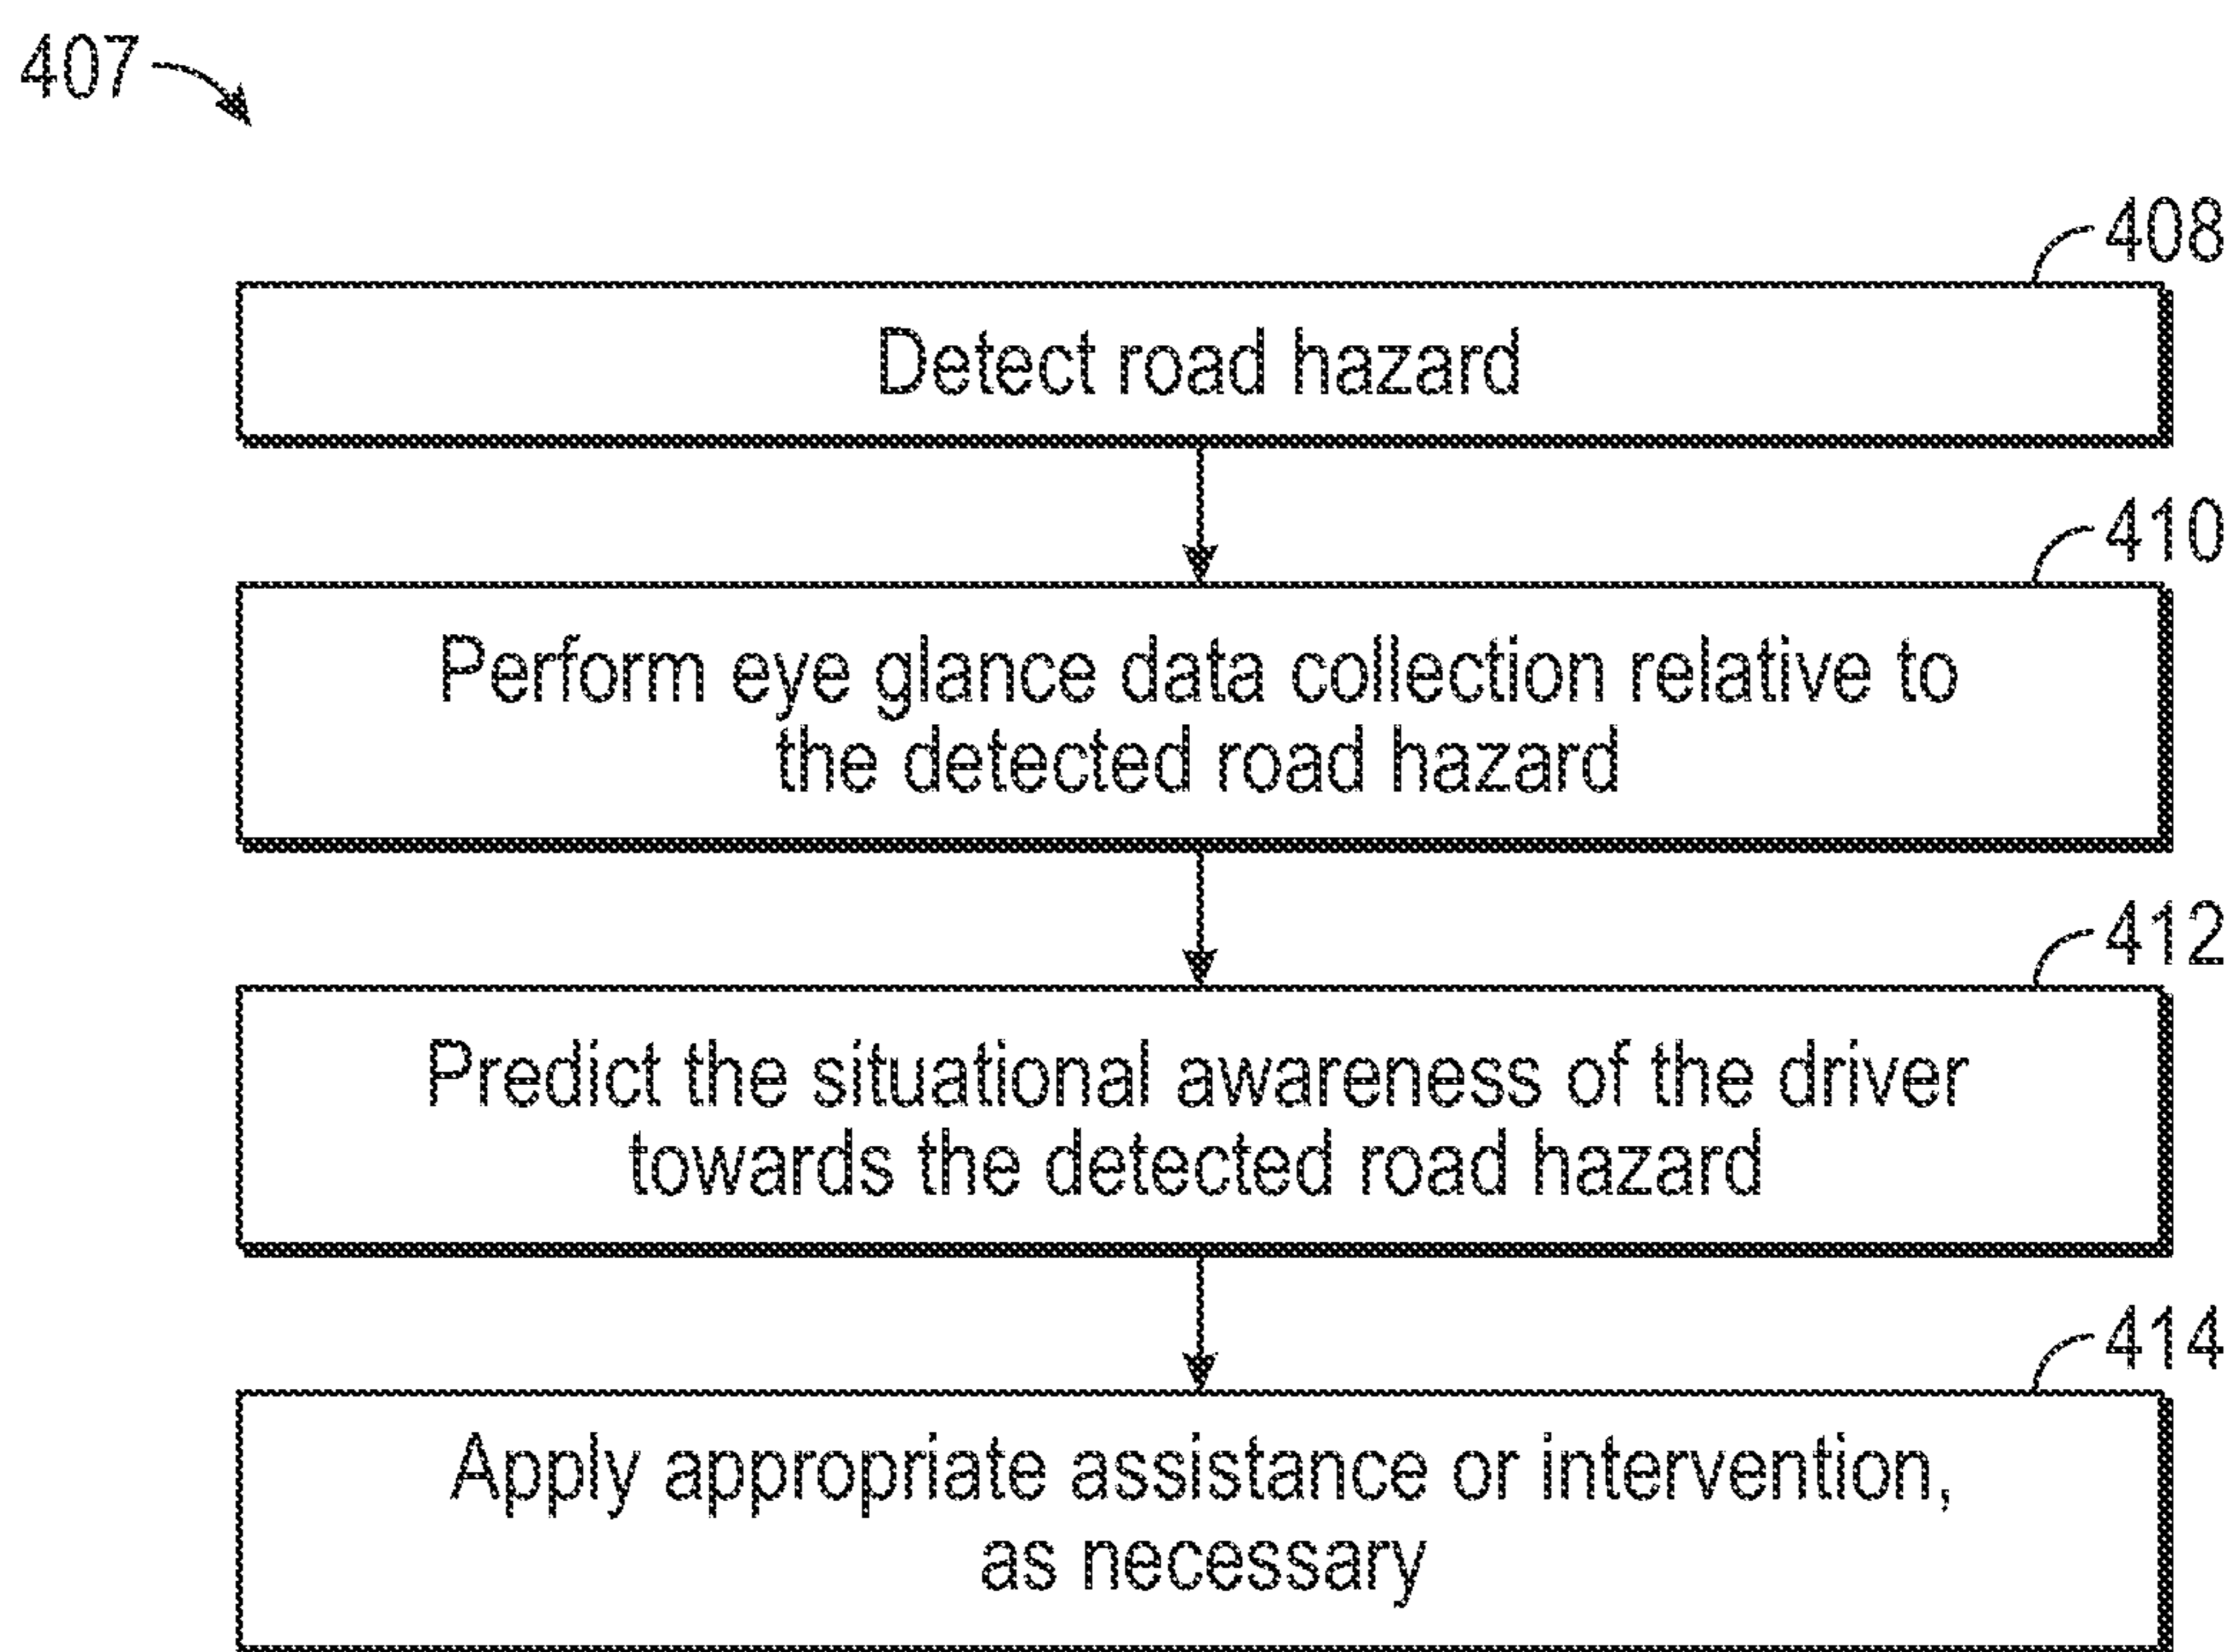 407
408
Detect road hazard
410
Perform eye glance data collection relative to
the detected road hazard
412
Predict the situational awareness of the driver
towards the detected road hazard
414
Apply appropriate assistance or intervention,
as necessary